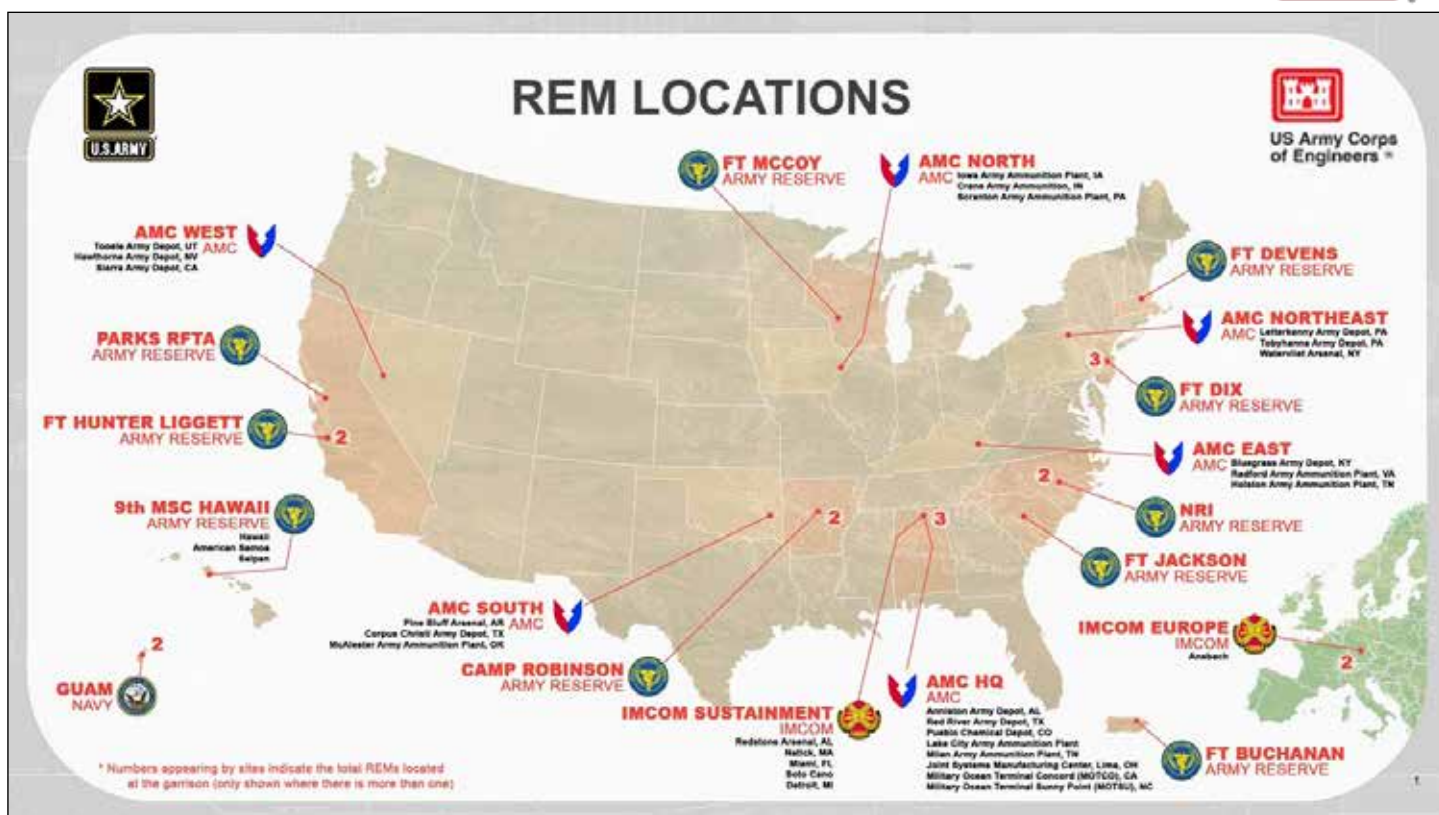 REM LOCATIONS
U.S.ARMY
US Army Corps
of Engineers ®
FT MCCOY
ARMY RESERVE
AMC NORTH
AMC
Iowa Army Ammunition Plant, IA
Crane Army Ammunition, IN
Scranton Army Ammunition Plant, PA
AMC WEST
AMC
Tooele Army Depot, UT
Hawthorne Army Depot, NV
Sierra Army Depot, CA
FT DEVENS
ARMY RESERVE
AMC NORTHEAST
AMC
Letterkenny Army Depot, PA
Tobyhanna Army Depot, PA
Watervliet Arsenal, NY
PARKS RFTA
ARMY RESERVE
3
FT DIX
ARMY RESERVE
FT HUNTER LIGGETT
ARMY RESERVE
2
AMC EAST
AMC
Bluegrass Army Depot, KY
Radford Army Ammunition Plant, VA
Holston Army Ammunition Plant, TN
2
NRI
ARMY RESERVE
9th MSC HAWAII
ARMY RESERVE
Hawaii
American Samoa
Saipan
2
3
FT JACKSON
ARMY RESERVE
AMC SOUTH
AMC
Pine Bluff Arsenal, AR
Corpus Christi Army Depot, TX
McAlester Army Ammunition Plant, OK
IMCOM EUROPE
IMCOM
Ansbach
2
2
GUAM
NAVY
CAMP ROBINSON
ARMY RESERVE
IMCOM SUSTAINMENT
IMCOM
Redstone Arsenal, AL
Natick, MA
Miami, FL
Soto Cano
Detroit, MI
AMC HQ
AMC
Anniston Army Depot, AL
Red River Army Depot, TX
Pueblo Chemical Depot, CO
Lake City Army Ammunition Plant
Milan Army Ammunition Plant, TN
Joint Systems Manufacturing Center, Lima, OH
Military Ocean Terminal Concord (MOTCO), CA
Military Ocean Terminal Sunny Point (MOTSU), NC
FT BUCHANAN
ARMY RESERVE
* Numbers appearing by sites indicate the total REMs located
at the garrison (only shown where there is more than one)
1